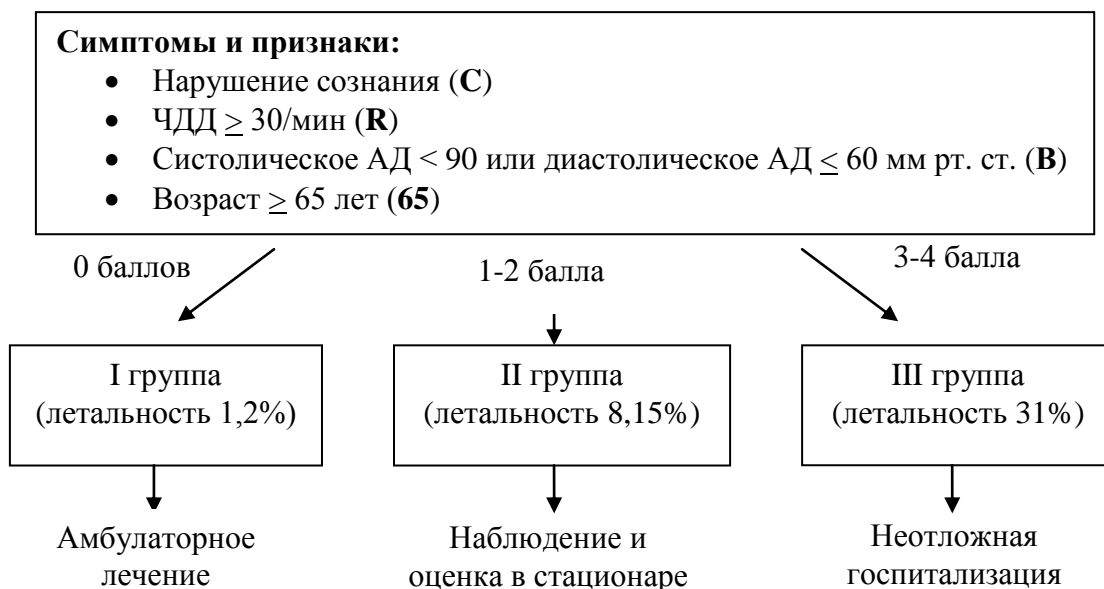 Симптомы и признаки:
• Нарушение сознания (С)
• ЧДД ≥ 30/мин (R)
• Систолическое АД < 90 или диастолическое АД ≤ 60 мм рт. ст. (B)
• Возраст ≥ 65 лет (65)
0 баллов
1-2 балла
3-4 балла
I группа
(летальность 1,2%)
II группа
(летальность 8,15%)
III группа
(летальность 31%)
Амбулаторное
лечение
Наблюдение и
оценка в стационаре
Неотложная
госпитализация